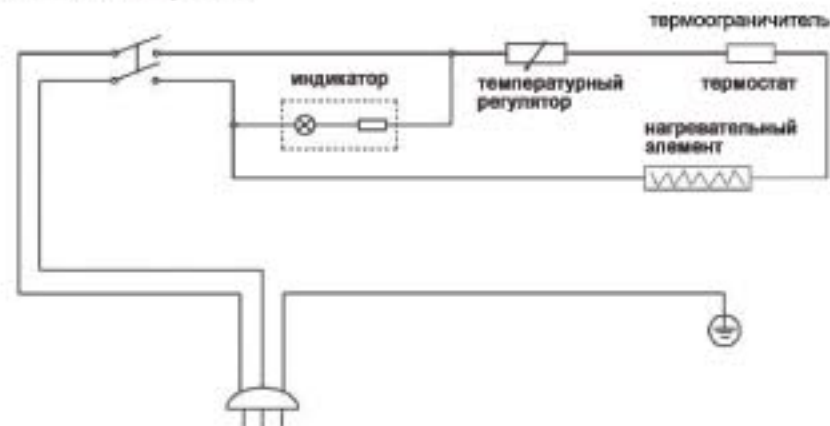 термоограничитель
индикатор
температурный
регулятор
термостат
нагревательный
элемент